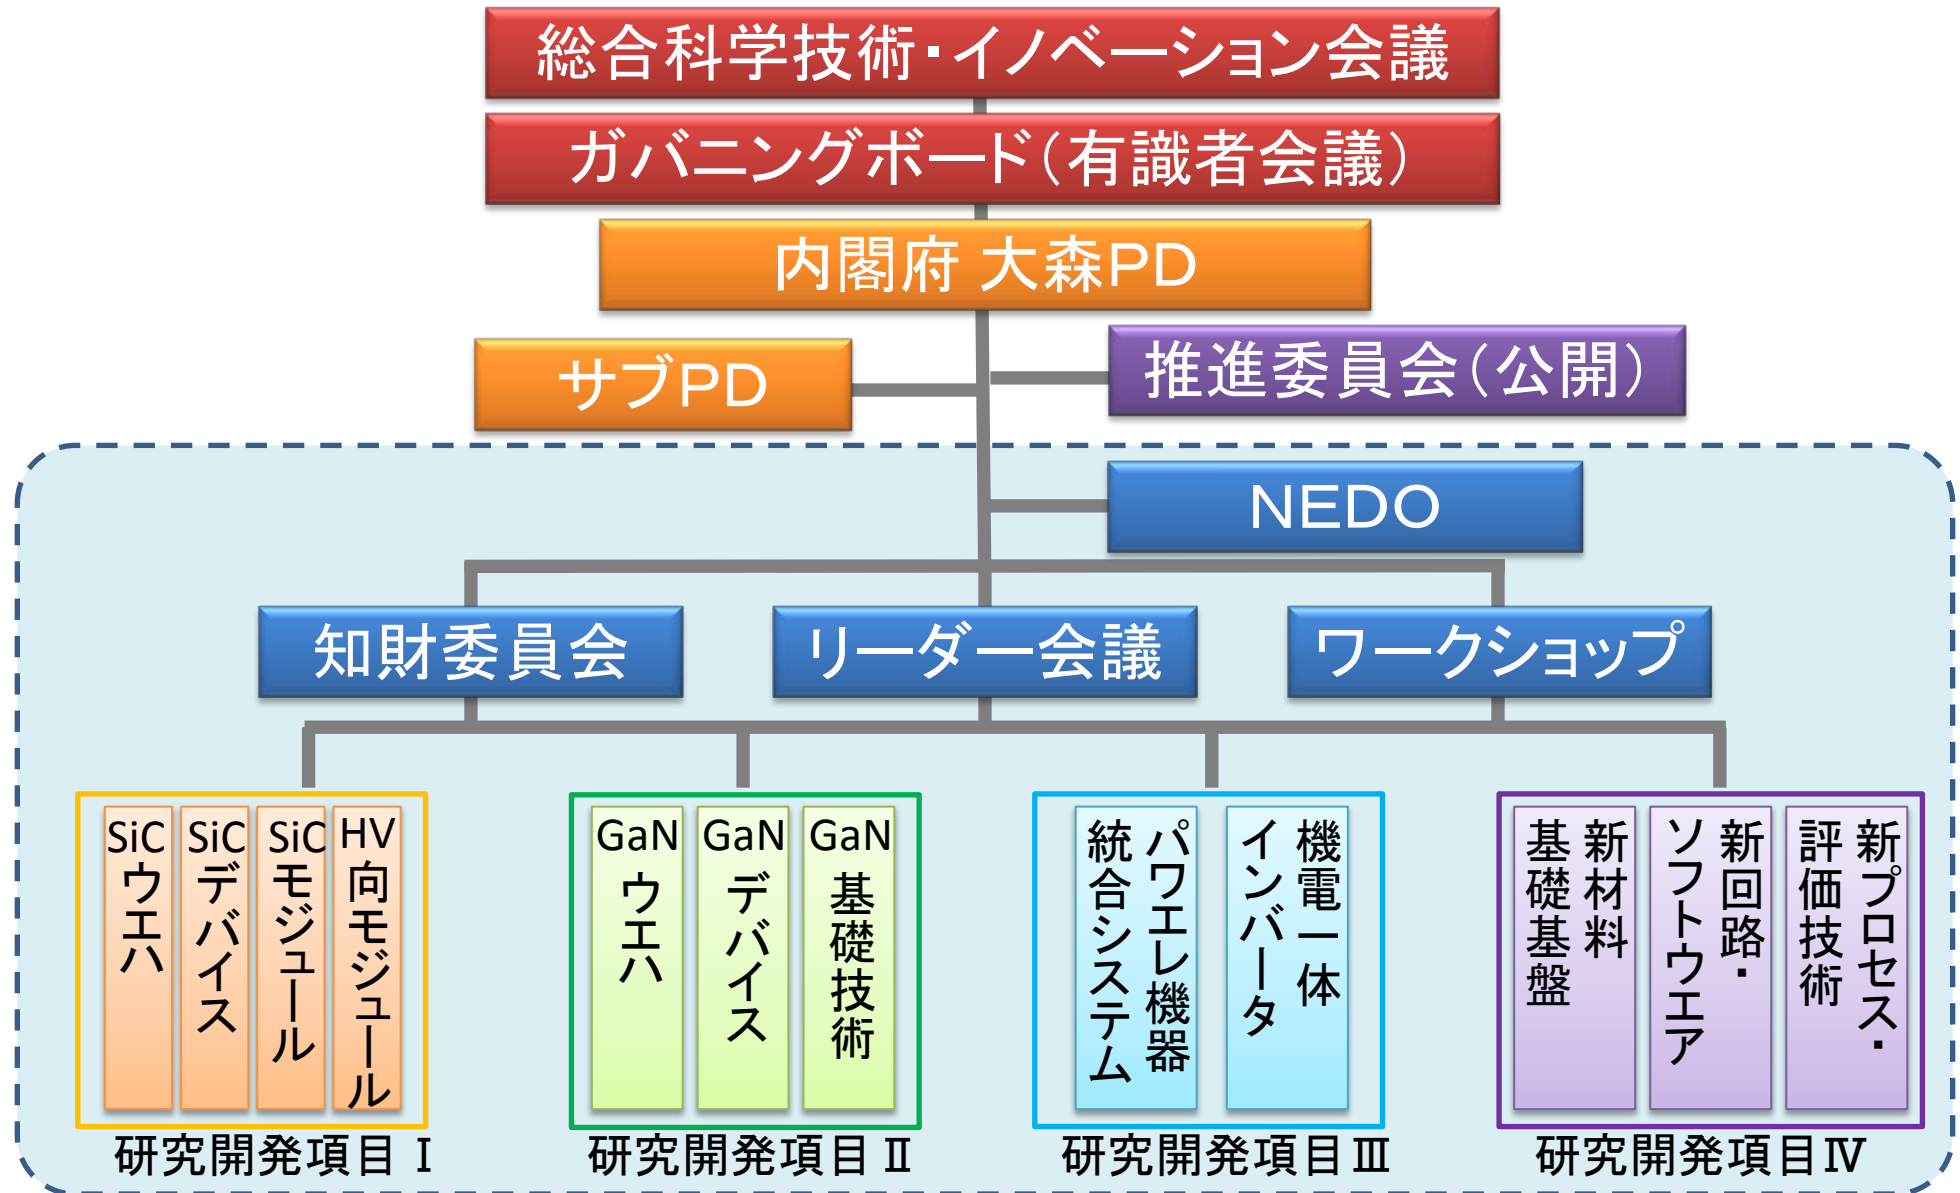 総合科学技術・イノベーション会議
ガバニングボード（有識者会議）
内閣府 大森PD
サブPD
推進委員会（公開）
NEDO
知財委員会
リーダー会議
ワークショップ
SiC
ウエハ
SiC
デバイス
SiC
モジュール
HV
向モジュール
研究開発項目Ⅰ
GaN
ウエハ
GaN
デバイス
GaN
基礎技術
研究開発項目Ⅱ
パワエレ機器
統合システム
機電一体
インバータ
研究開発項目Ⅲ
新材料
基礎基盤
新回路・
ソフトウエア
新プロセス・
評価技術
研究開発項目Ⅳ